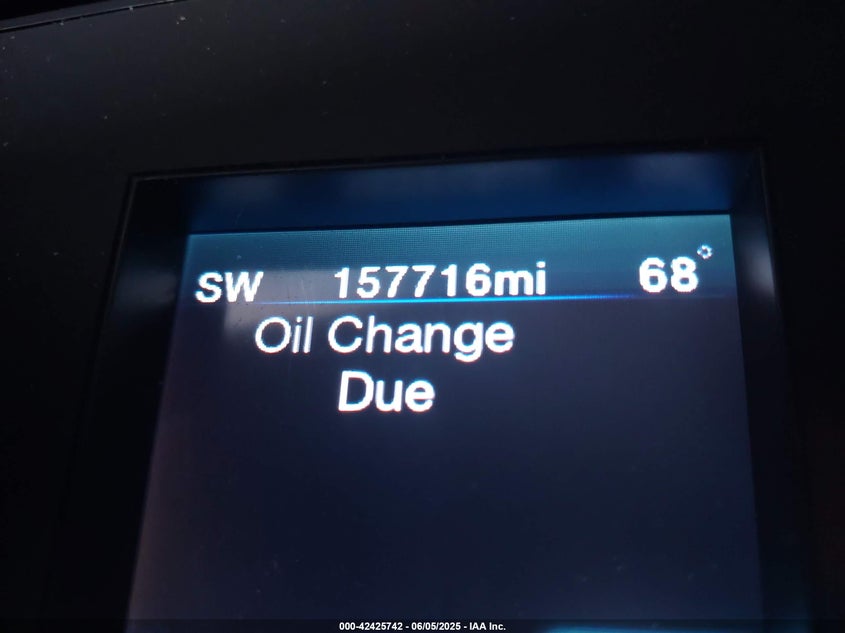 SW 157716mi 68°
Oil Change
Due
000-42425742 - 06/05/2025 - IAA Inc.